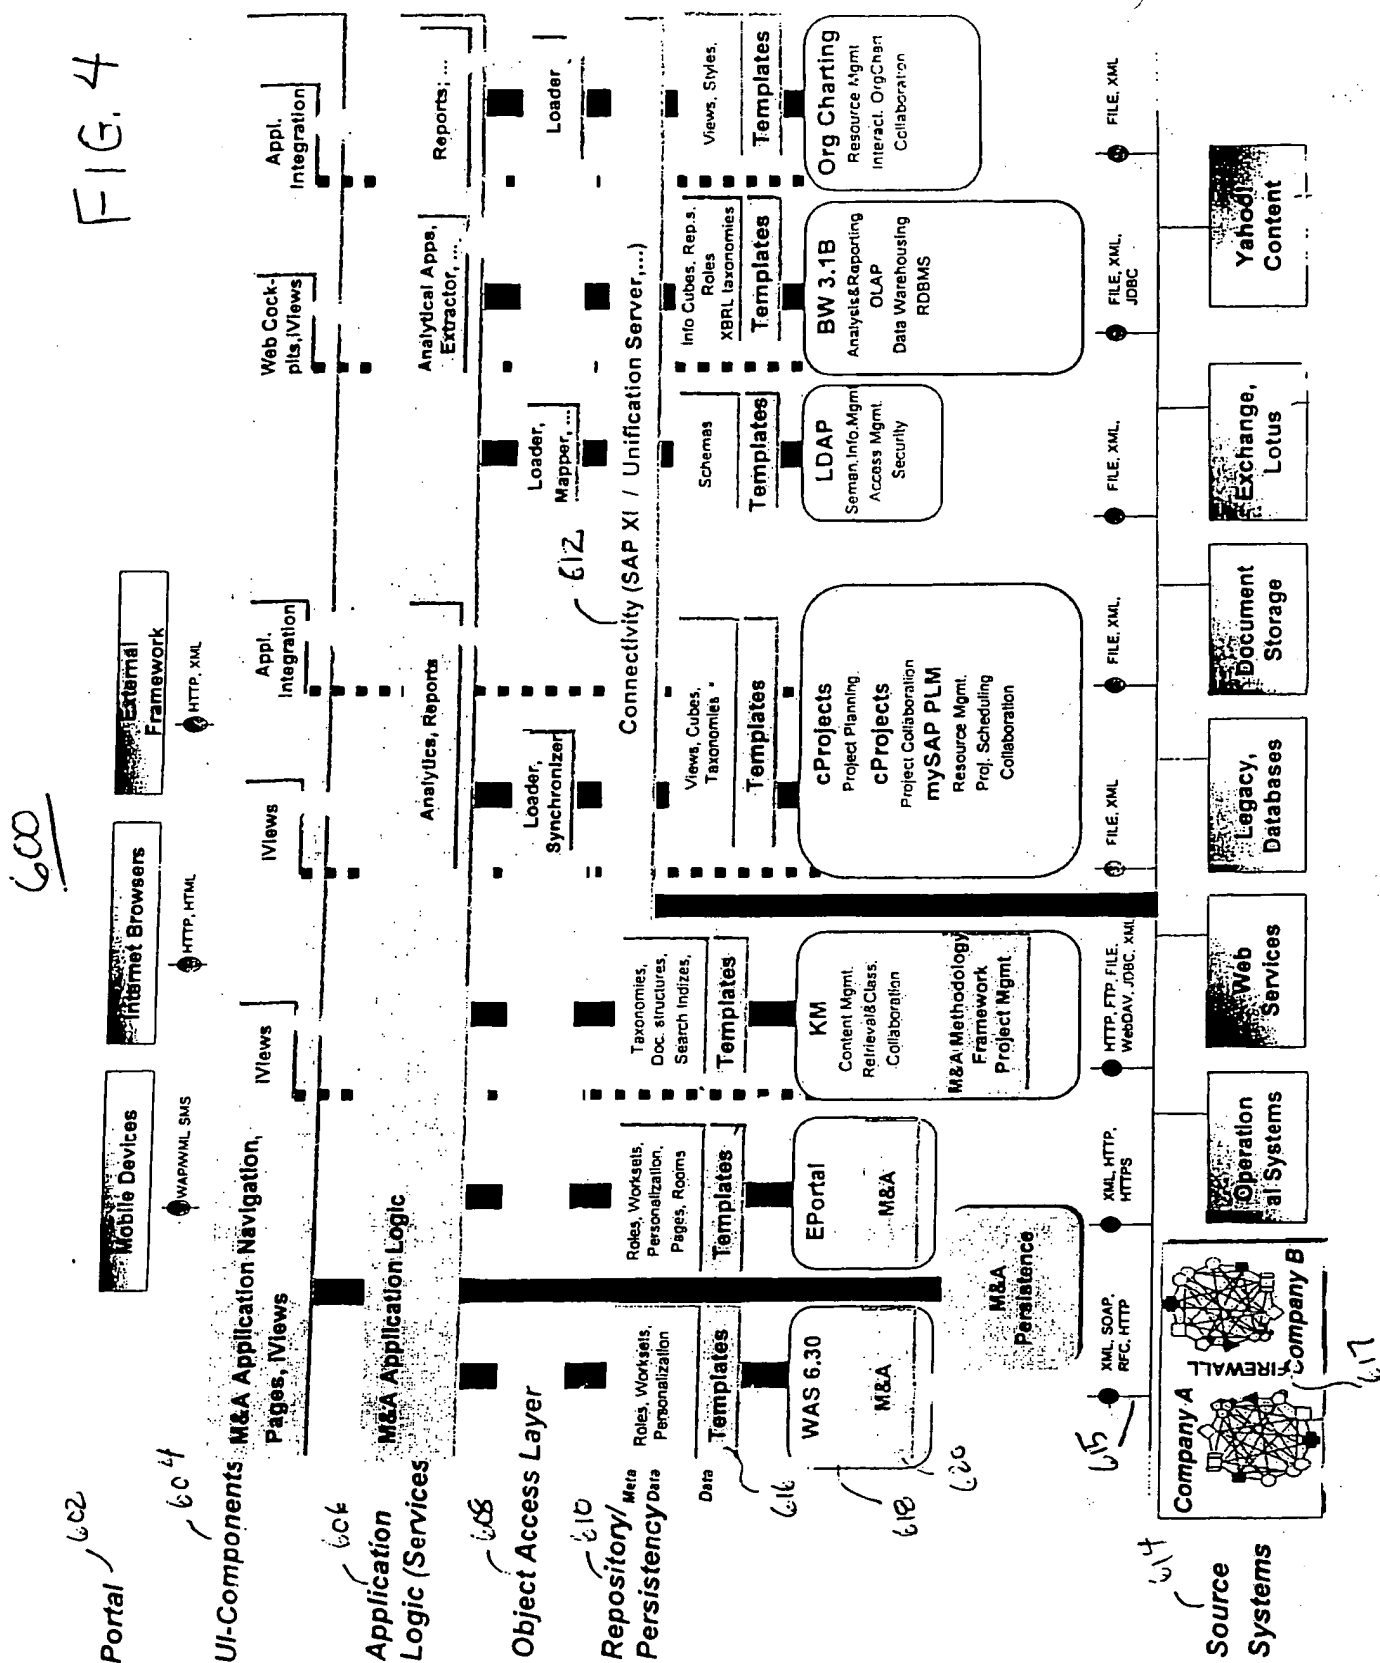 FIG. 4
600
Portal
602
Mobile Devices
WAP/WML SMS
Internet Browsers
HTTP, HTML
External
Framework
HTTP, XML
UI-Components
604
M&A Application Navigation,
Pages, IViews
IViews
IViews
Appl.
Integration
Web Cock-
pits, IViews
Appl.
Integration
Application
Logic (Services
606
M&A Application Logic
Analytics, Reports
Analytical Apps,
Extractor, ...
Reports, ...
Object Access Layer
608
Loader,
Synchronizer
Loader,
Mapper, ...
Loader
612
Connectivity (SAP XI / Unification Server,...)
Repository/
Persistency
610
Meta
Data
Data
Roles, Worksets,
Personalization
Roles, Worksets,
Personalization,
Pages, Rooms
Taxonomies,
Doc. structures,
Search Indizes,
Views, Cubes,
Taxonomies
Schemas
Info Cubes, Rep.s.
Roles
XBRL taxonomies
Views, Styles,
Templates
Templates
Templates
Templates
Templates
Templates
Templates
616
WAS 6.30
M&A
618
620
EPortal
M&A
M&A
Persistence
KM
Content Mgmt.
Retrieval&Class.
Collaboration
M&A Methodology
Framework
Project Mgmt.
cProjects
Project Planning,
cProjects
Project Collaboration
mySAP PLM
Resource Mgmt.
Proj. Scheduling
Collaboration
LDAP
Seman.Info.Mgmt
Access Mgmt.
Security
BW 3.1B
Analysis&Reporting
OLAP
Data Warehousing
RDBMS
Org Charting
Resource Mgmt
Interact. OrgChart
Collaboration
615
XML, SOAP,
RFC, HTTP
XML, HTTP,
HTTPS
HTTP, FTP, FILE,
WebDAV, JDBC, XML
FILE, XML
FILE, XML,
FILE, XML,
FILE, XML,
JDBC
FILE, XML
Source
Systems
614
Company A
FIREWALL
Company B
617
Operation
al Systems
Web
Services
Legacy,
Databases
Document
Storage
Exchange,
Lotus
Yahoo!
Content